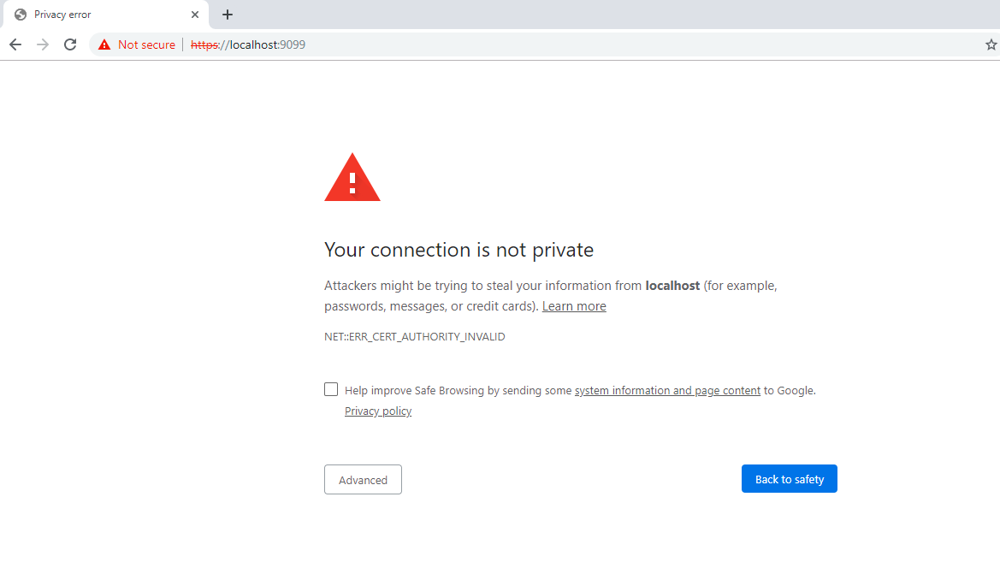 Privacy error
Not secure https://localhost:9099
Your connection is not private
Attackers might be trying to steal your information from localhost (for example,
passwords, messages, or credit cards). Learn more
NET::ERR_CERT_AUTHORITY_INVALID
Help improve Safe Browsing by sending some system information and page content to Google.
Privacy policy
Advanced Back to safety